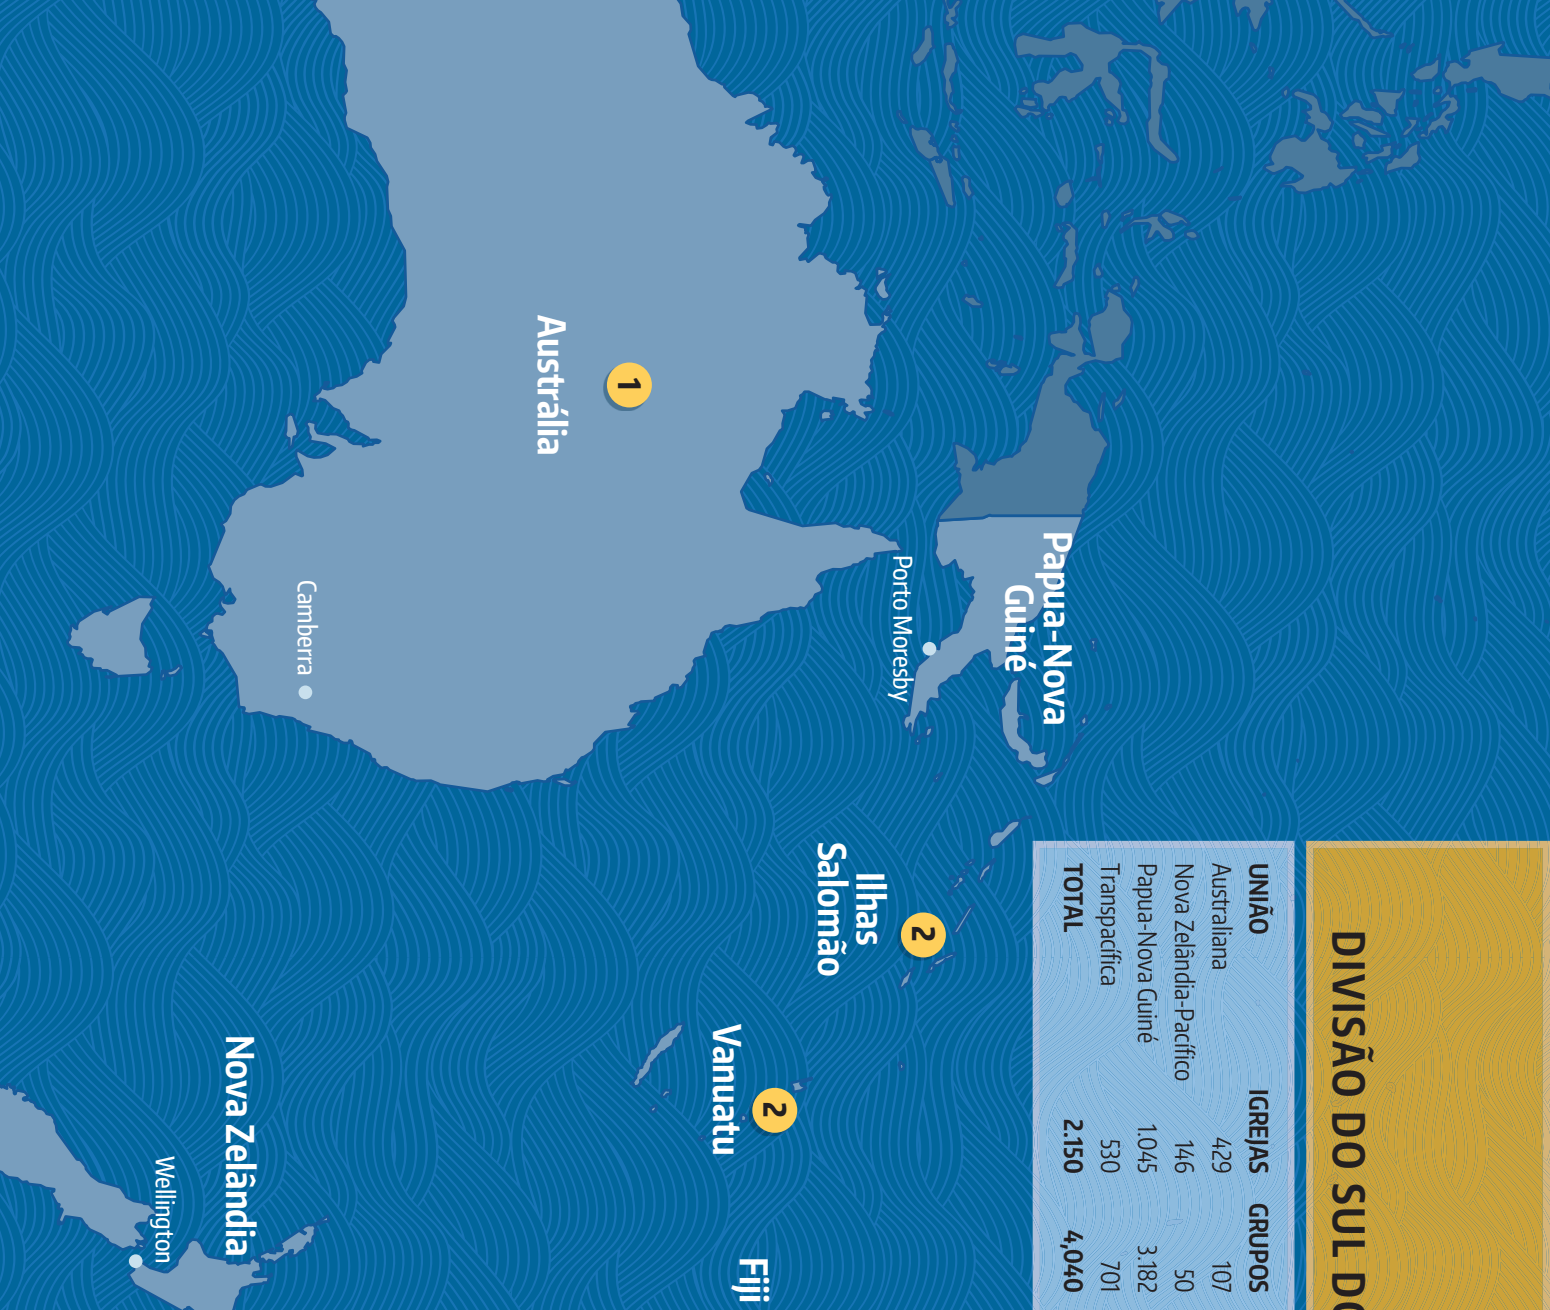 DIVISÃO DO SUL DO
UNIÃO IGREJAS GRUPOS
Australiana 429 107
Nova Zelândia-Pacífico 146 50
Papua-Nova Guiné 1.045 3.182
Transpacífica 530 701
TOTAL 2.150 4,040
Papua-Nova
Guiné
Porto Moresby
1
Austrália
Camberra
2
Ilhas
Salomão
2
Vanuatu
Fiji
Nova Zelândia
Wellington